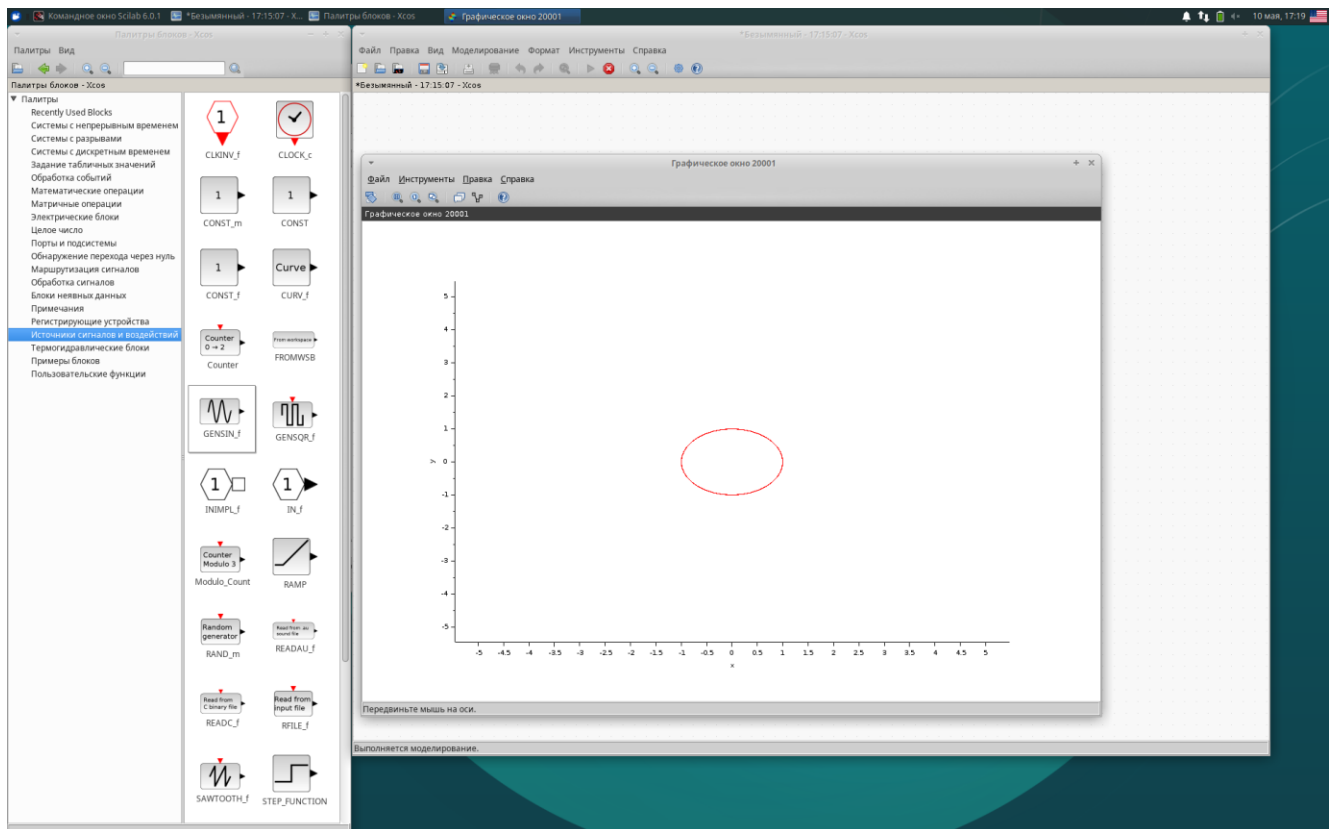 Командное окно Scilab 6.0.1
*Безымянный - 17:15:07 - X...
Палитры блоков - Xcos
Графическое окно 20001
10 мая, 17:19
Палитры блоков - Xcos
Палитры Вид
Палитры блоков - Xcos
Палитры
Recently Used Blocks
Системы с непрерывным временем
Системы с разрывами
Системы с дискретным временем
Задание табличных значений
Обработка событий
Математические операции
Матричные операции
Электрические блоки
Целое число
Порты и подсистемы
Обнаружение перехода через нуль
Маршрутизация сигналов
Обработка сигналов
Блоки неявных данных
Примечания
Регистрирующие устройства
Источники сигналов и воздействий
Термогидравлические блоки
Примеры блоков
Пользовательские функции
1
CLKINV_f
CLOCK_c
1
CONST_m
1
CONST
1
CONST_f
Curve
CURV_f
Counter
0 → 2
Counter
From workspace
FROMWSB
GENSIN_f
GENSQR_f
1
INIMPL_f
1
IN_f
Counter
Modulo 3
Modulo_Count
RAMP
Random
generator
RAND_m
Read from .au
sound file
READAU_f
Read from
C binary file
READC_f
Read from
input file
RFILE_f
SAWTOOTH_f
STEP_FUNCTION
*Безымянный - 17:15:07 - Xcos
Файл Правка Вид Моделирование Формат Инструменты Справка
*Безымянный - 17:15:07 - Xcos
Графическое окно 20001
Файл Инструменты Правка Справка
Графическое окно 20001
5
4
3
2
1
y 0
-1
-2
-3
-4
-5
-5 -4.5 -4 -3.5 -3 -2.5 -2 -1.5 -1 -0.5 0 0.5 1 1.5 2 2.5 3 3.5 4 4.5 5
x
Передвиньте мышь на оси.
Выполняется моделирование.